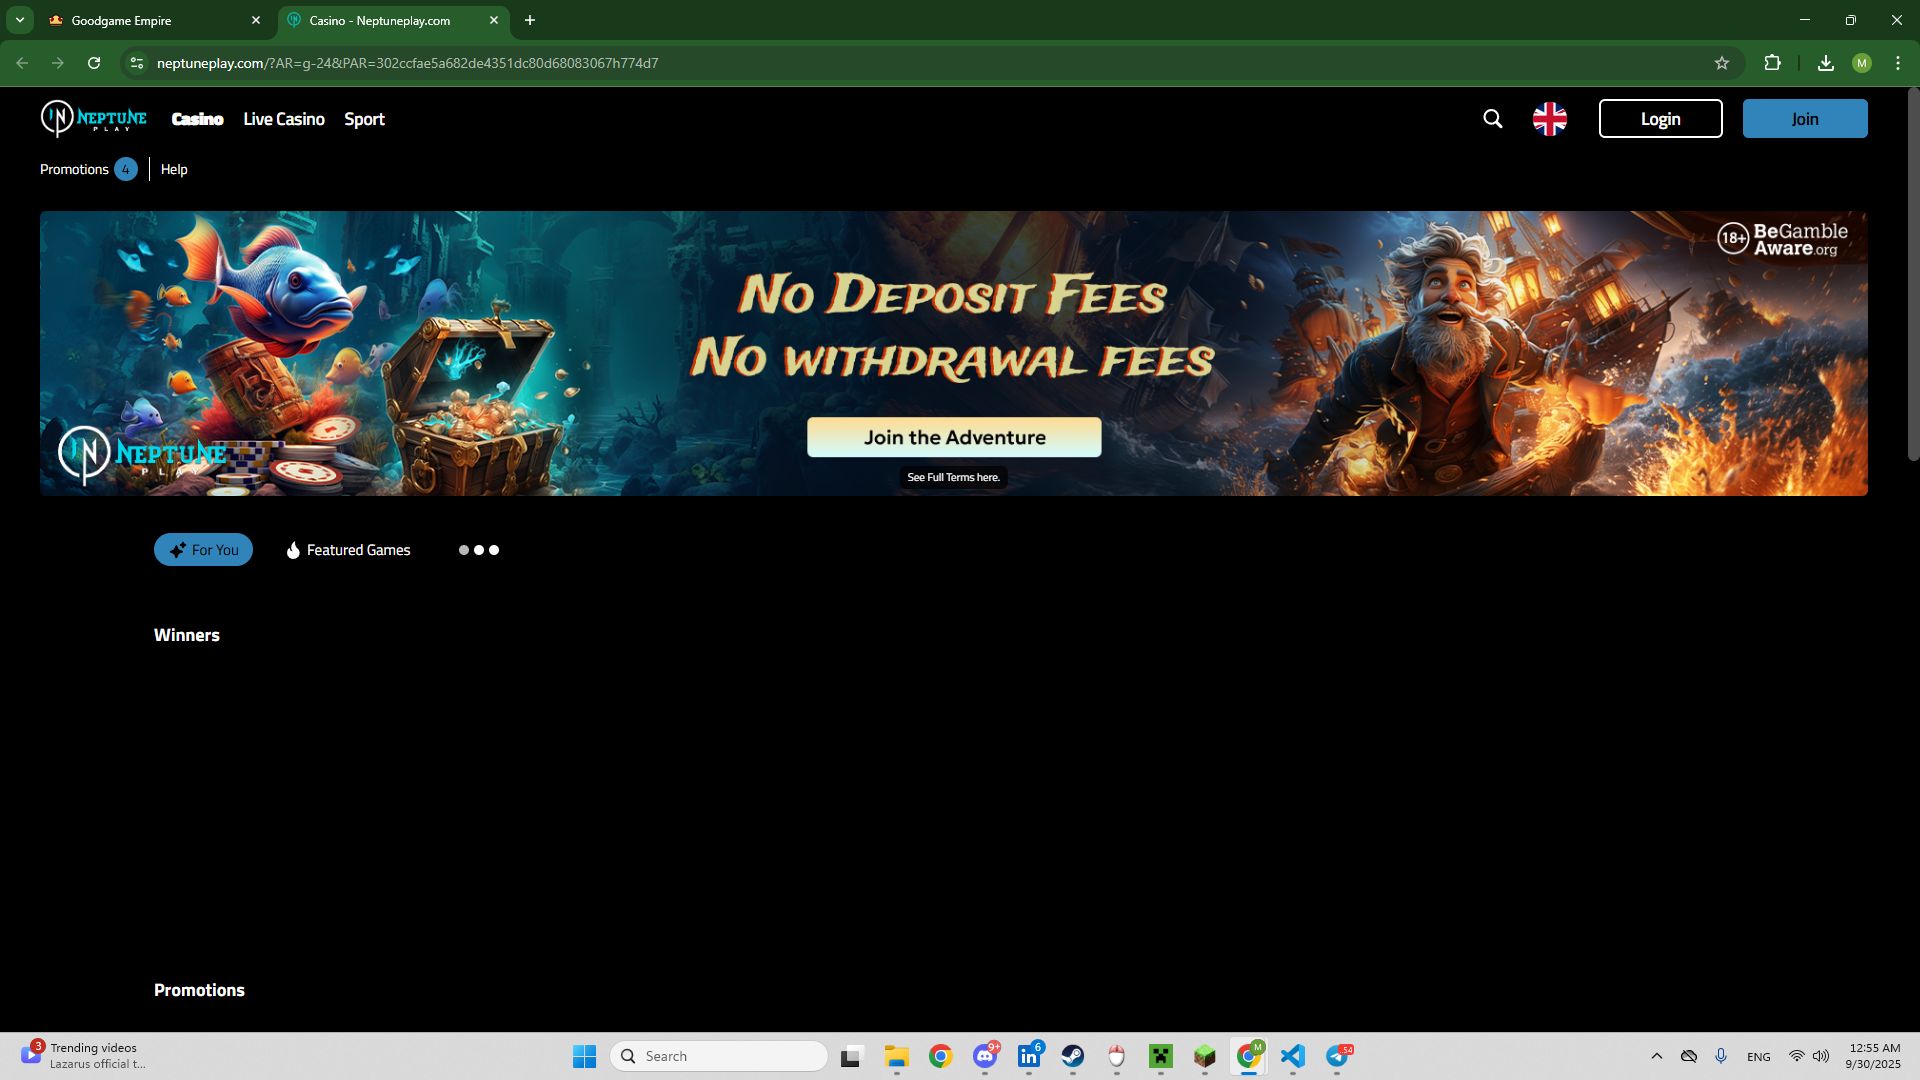 Goodgame Empire
Casino - Neptuneplay.com
neptuneplay.com/?AR=g-24&PAR=302ccfae5a682de4351dc80d68083067h774d7
M
NEPTUNE
PLAY
Casino
Live Casino
Sport
Login
Join
Promotions 4
Help
18+ BeGamble
Aware.org
No Deposit Fees
No withdrawal fees
Join the Adventure
See Full Terms here.
NEPTUNE
PLAY
For You
Featured Games
Winners
Promotions
3
Trending videos
Lazarus official t...
Search
9+
6
M
54
ENG
12:55 AM
9/30/2025